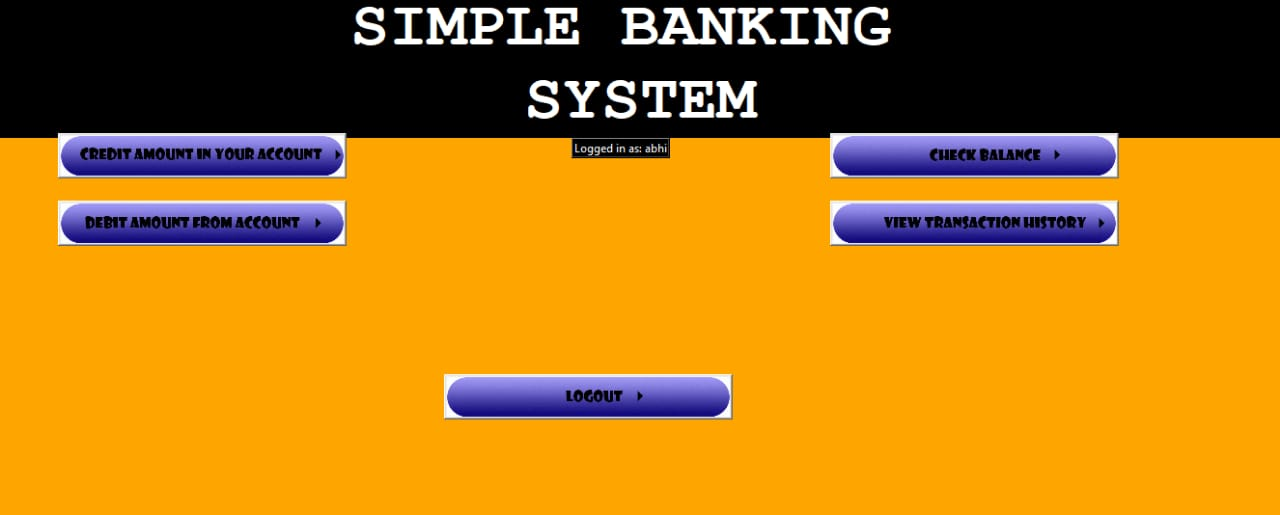 SIMPLE BANKING
SYSTEM
CREDIT AMOUNT IN YOUR ACCOUNT
Logged in as: abhi
CHECK BALANCE
DEBIT AMOUNT FROM ACCOUNT
VIEW TRANSACTION HISTORY
LOGOUT